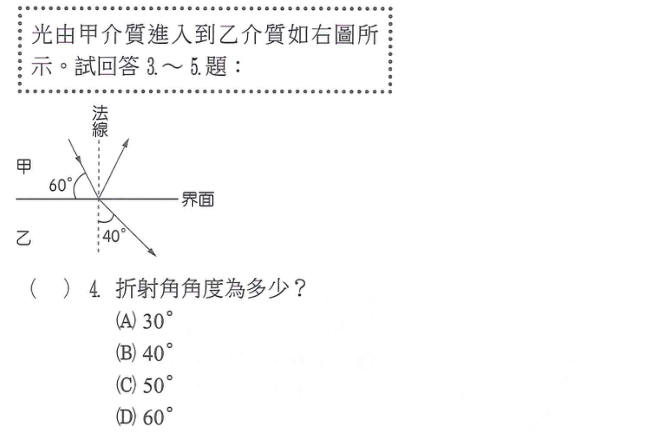 光由甲介質進入到乙介質如右圖所
示。試回答 3.～5.題：
法線
甲
60°
界面
乙
40°
(　) 4. 折射角角度為多少？
(A) 30°
(B) 40°
(C) 50°
(D) 60°